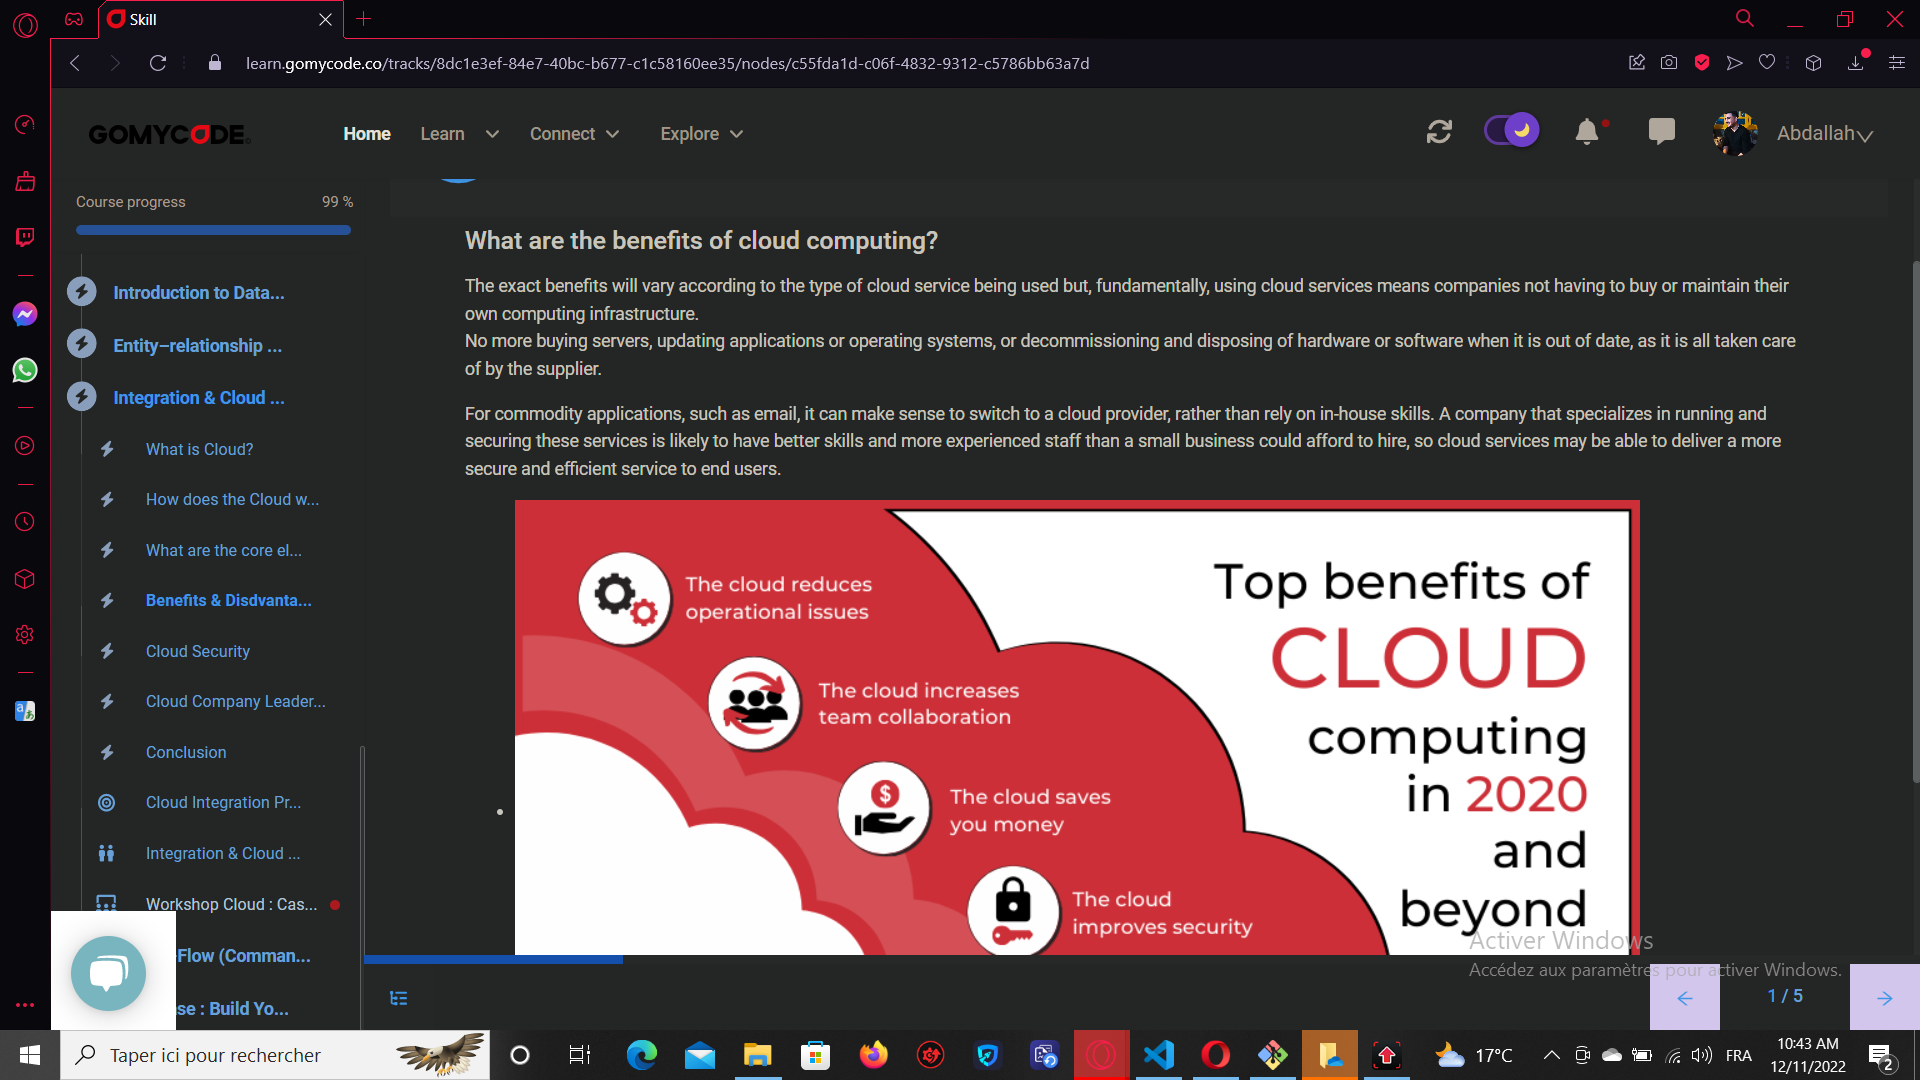 Skill
learn.gomycode.co/tracks/8dc1e3ef-84e7-40bc-b677-c1c58160ee35/nodes/c55fda1d-c06f-4832-9312-c5786bb63a7d
GOMYCODE
Home
Learn
Connect
Explore
Abdallah
Course progress
99 %
Introduction to Data...
Entity–relationship ...
Integration & Cloud ...
What is Cloud?
How does the Cloud w...
What are the core el...
Benefits & Disdvanta...
Cloud Security
Cloud Company Leader...
Conclusion
Cloud Integration Pr...
Integration & Cloud ...
Workshop Cloud : Cas...
Flow (Comman...
se : Build Yo...
What are the benefits of cloud computing?
The exact benefits will vary according to the type of cloud service being used but, fundamentally, using cloud services means companies not having to buy or maintain their
own computing infrastructure.
No more buying servers, updating applications or operating systems, or decommissioning and disposing of hardware or software when it is out of date, as it is all taken care
of by the supplier.
For commodity applications, such as email, it can make sense to switch to a cloud provider, rather than rely on in-house skills. A company that specializes in running and
securing these services is likely to have better skills and more experienced staff than a small business could afford to hire, so cloud services may be able to deliver a more
secure and efficient service to end users.
The cloud reduces
operational issues
The cloud increases
team collaboration
The cloud saves
you money
The cloud
improves security
Top benefits of
CLOUD
computing
in 2020
and
beyond
Activer Windows
Accédez aux paramètres pour activer Windows.
1 / 5
Taper ici pour rechercher
17°C
FRA
10:43 AM
12/11/2022
2